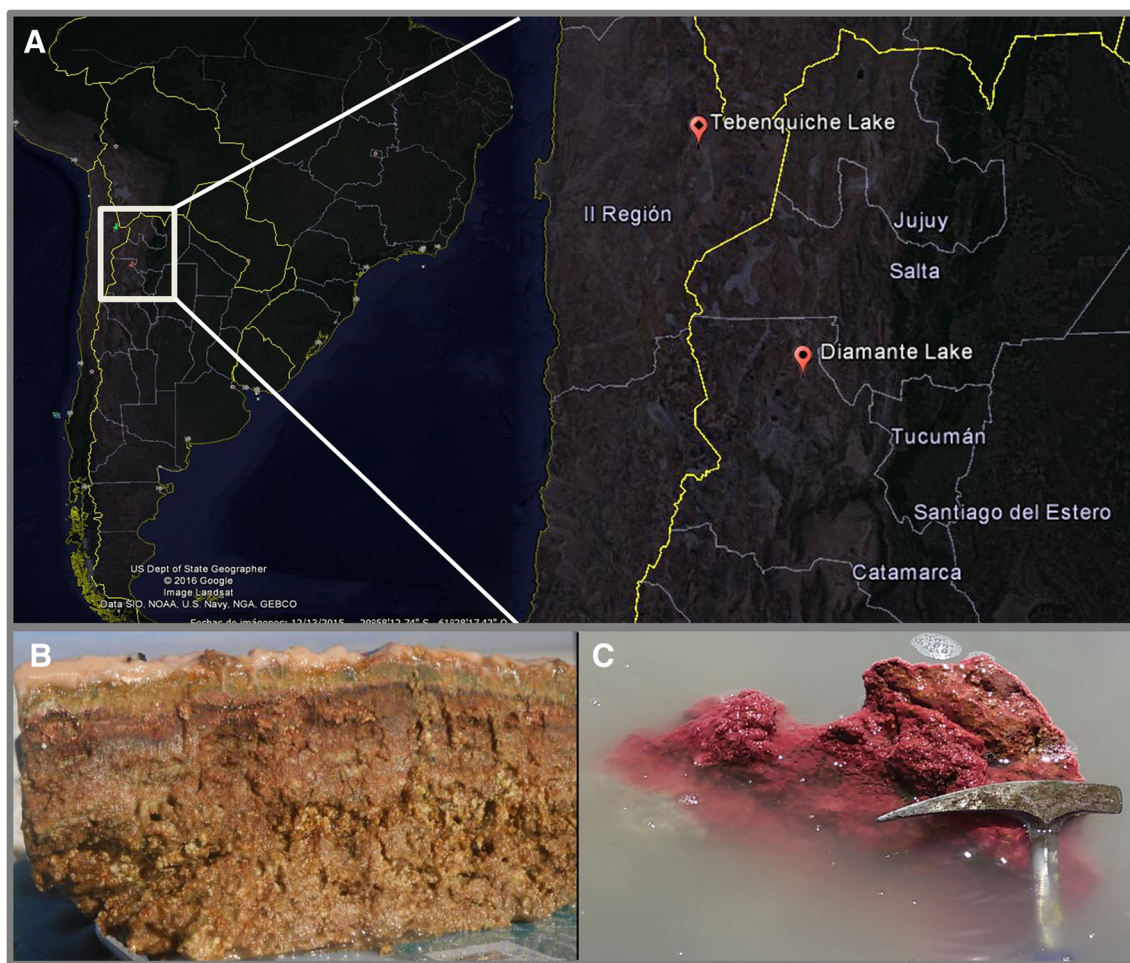 A
Tebenquiche Lake
II Región
Jujuy
Salta
Diamante Lake
Tucumán
Santiago del Estero
Catamarca
US Dept of State Geographer
© 2016 Google
Image Landsat
Data SIO, NOAA, U.S. Navy, NGA, GEBCO
B
C